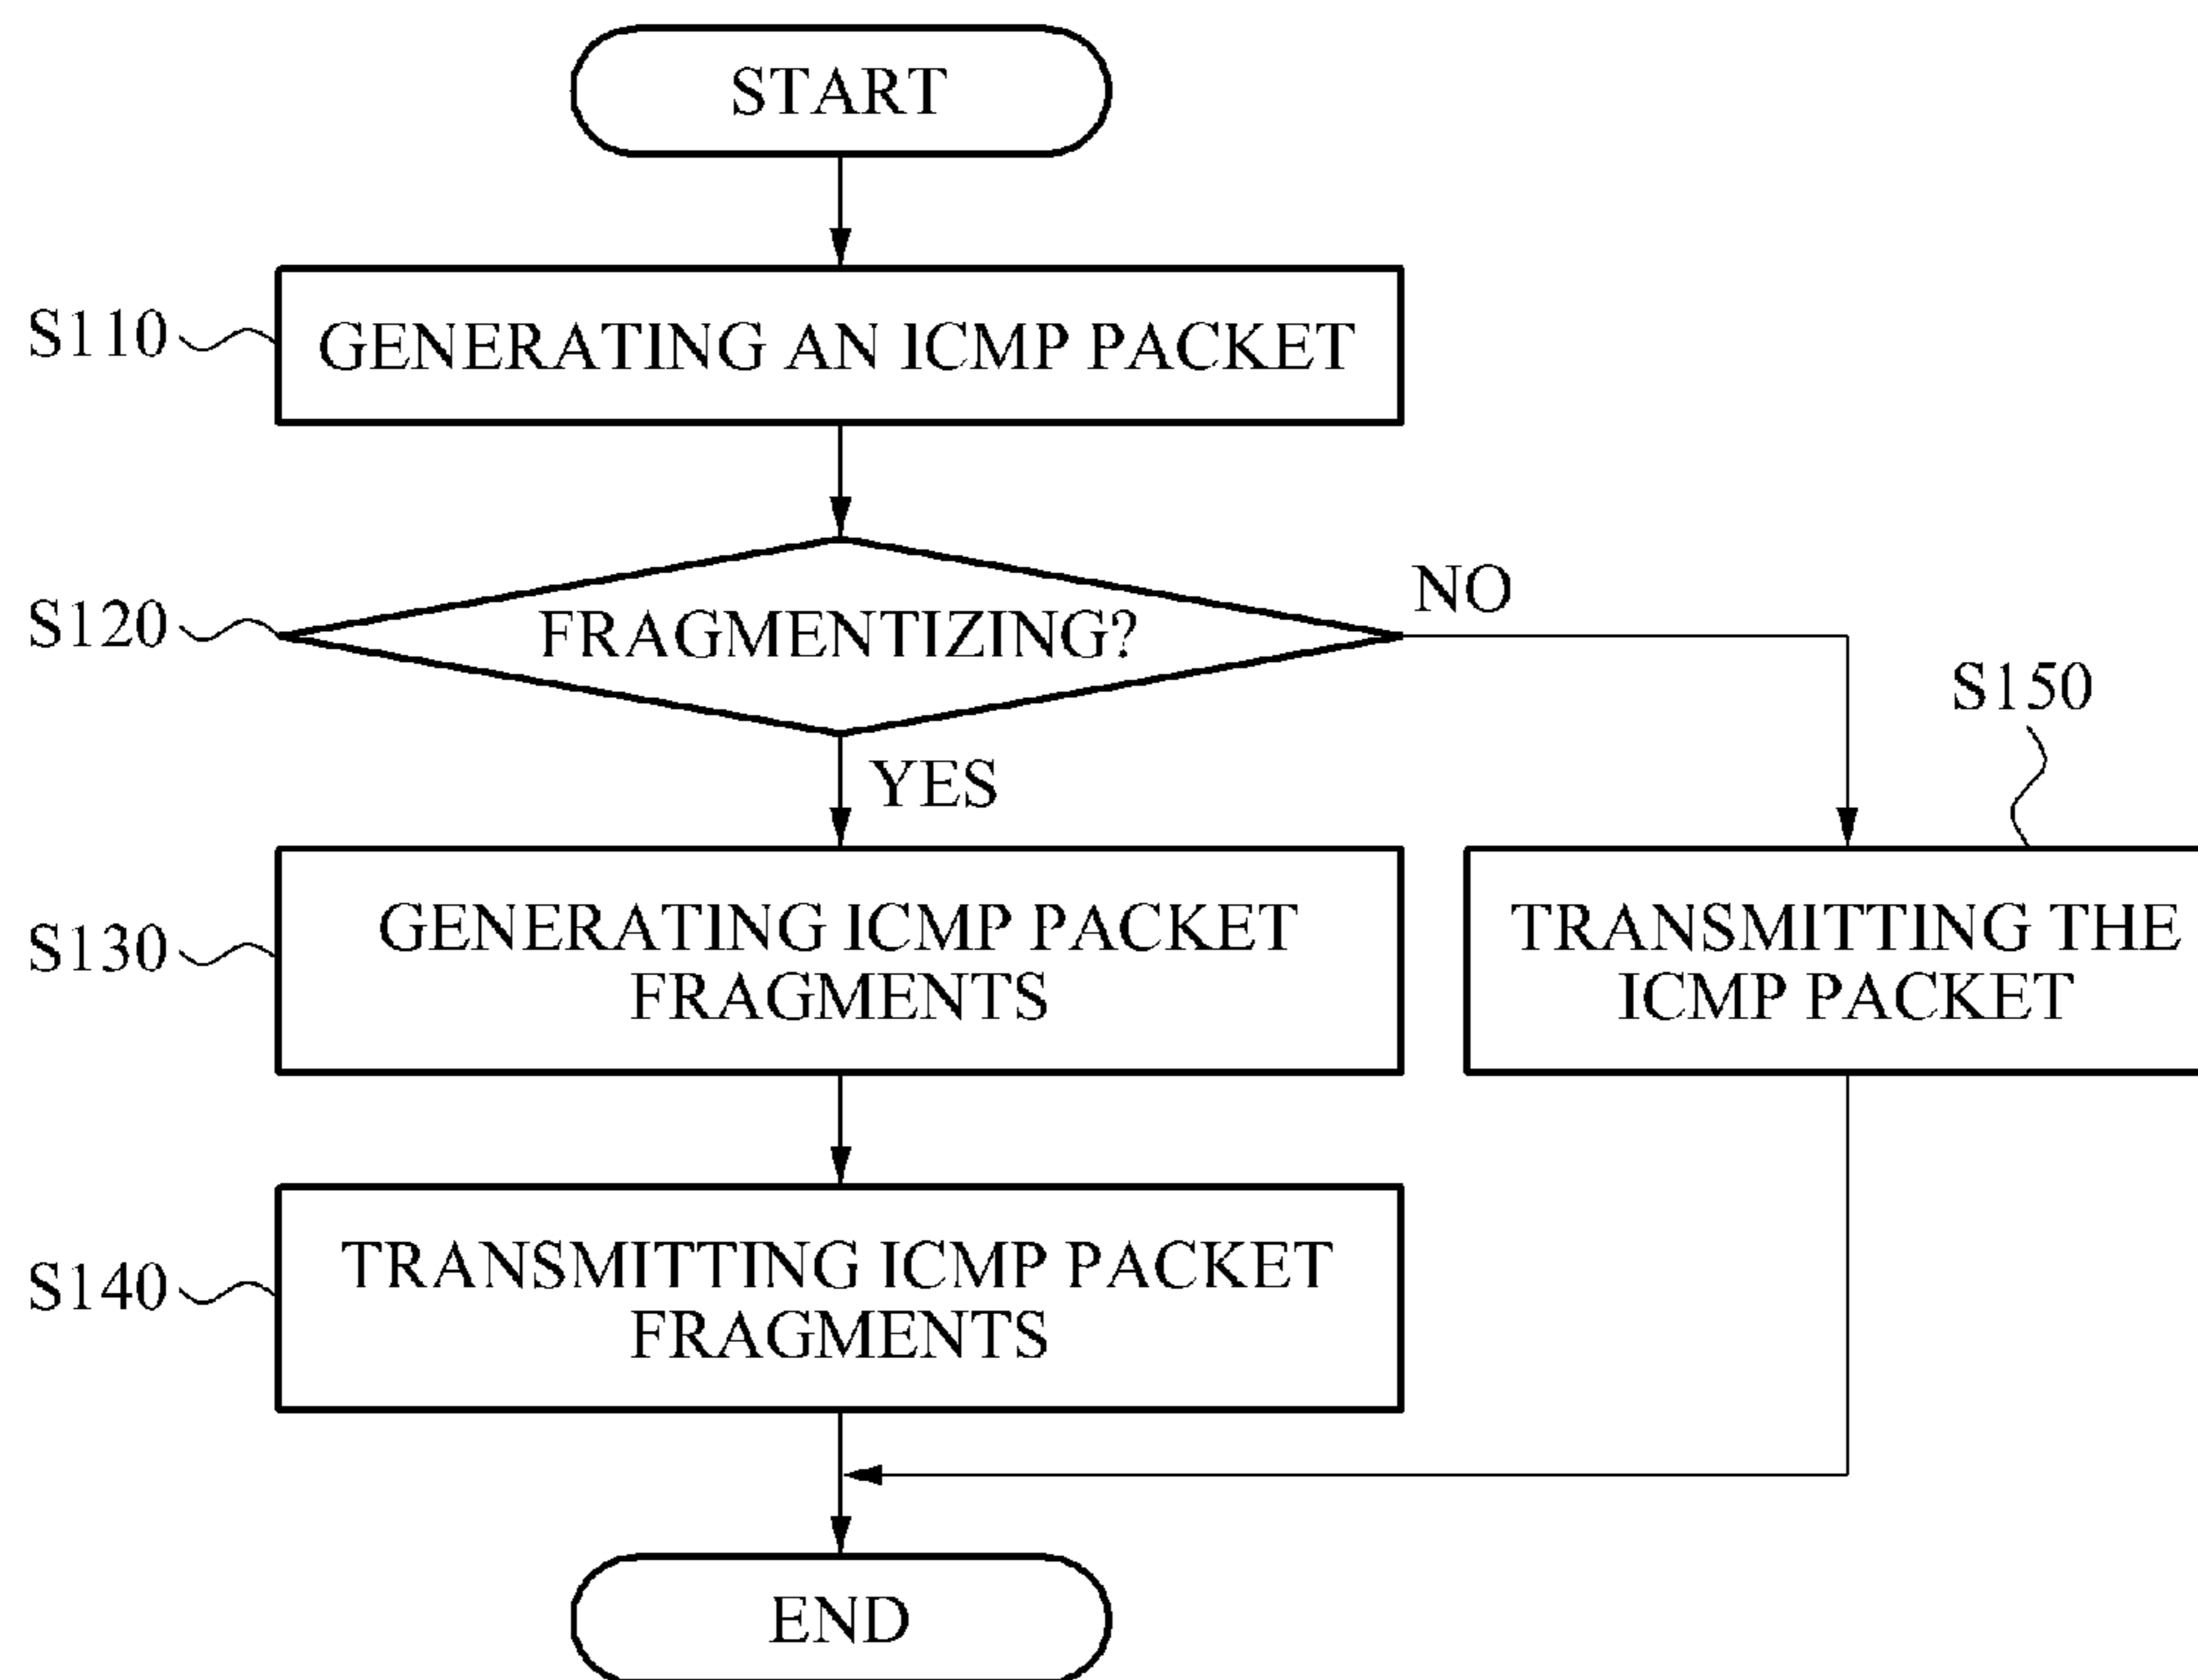 START
S110
GENERATING AN ICMP PACKET
S120
FRAGMENTIZING?
NO
YES
S150
S130
GENERATING ICMP PACKET
FRAGMENTS
TRANSMITTING THE
ICMP PACKET
S140
TRANSMITTING ICMP PACKET
FRAGMENTS
END